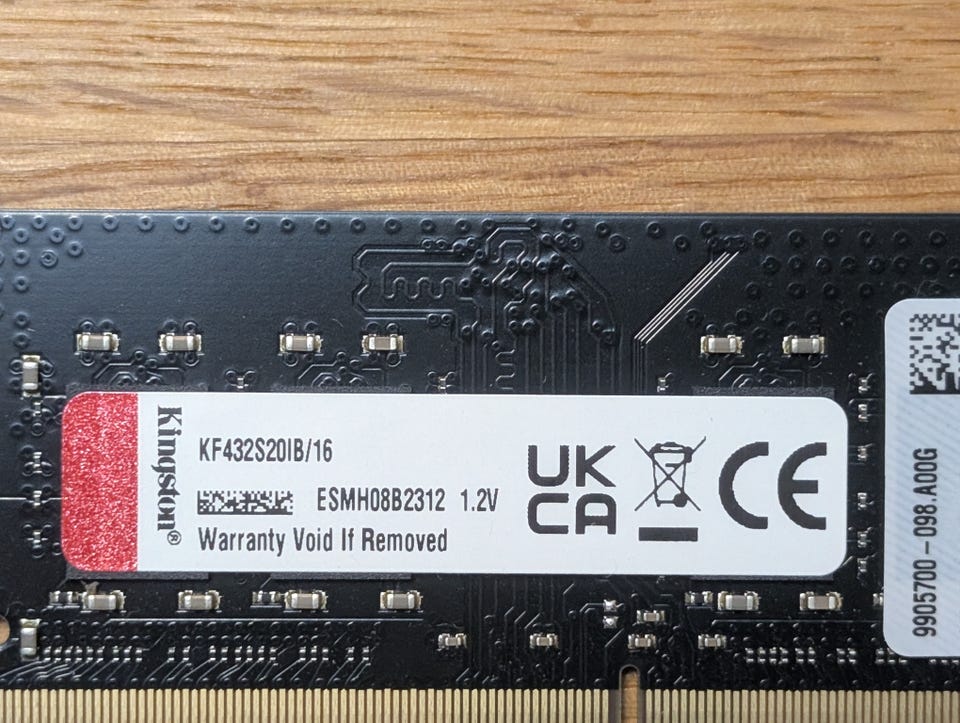 Kingston®
KF432S20IB/16
ESMH08B2312 1.2V
Warranty Void If Removed
UK
CA
CE
9905700-098.A00G